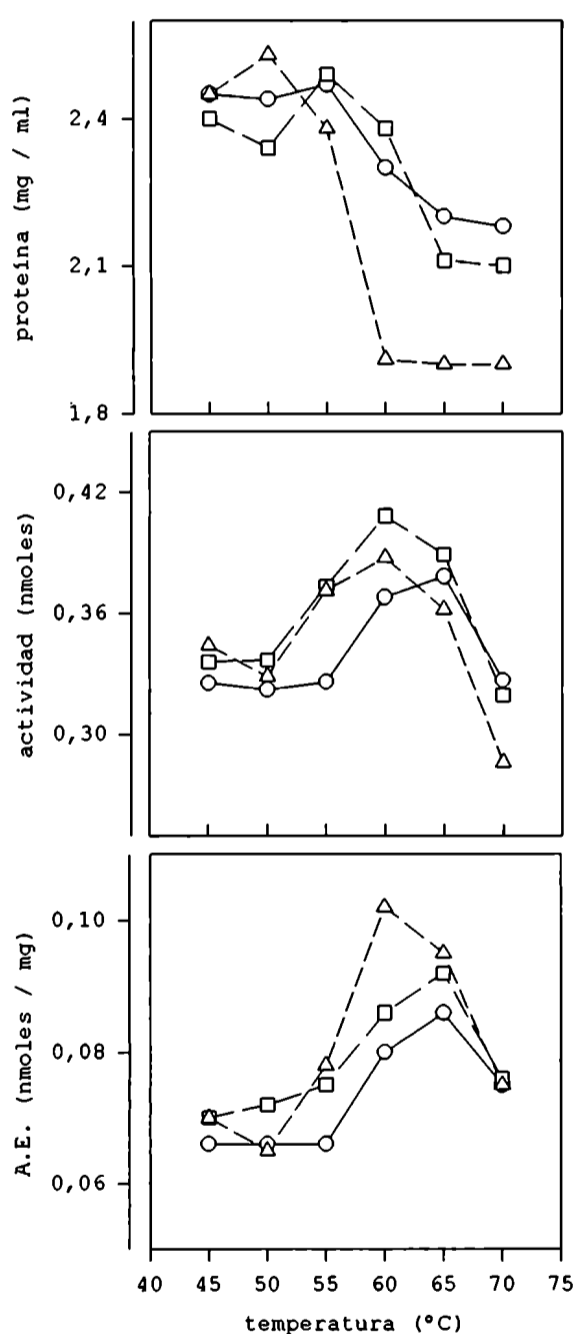 proteína (mg / ml)
2,4
2,1
1,8
actividad (nmoles)
0,42
0,36
0,30
A.E. (nmoles / mg)
0,10
0,08
0,06
40 45 50 55 60 65 70 75
temperatura (°C)